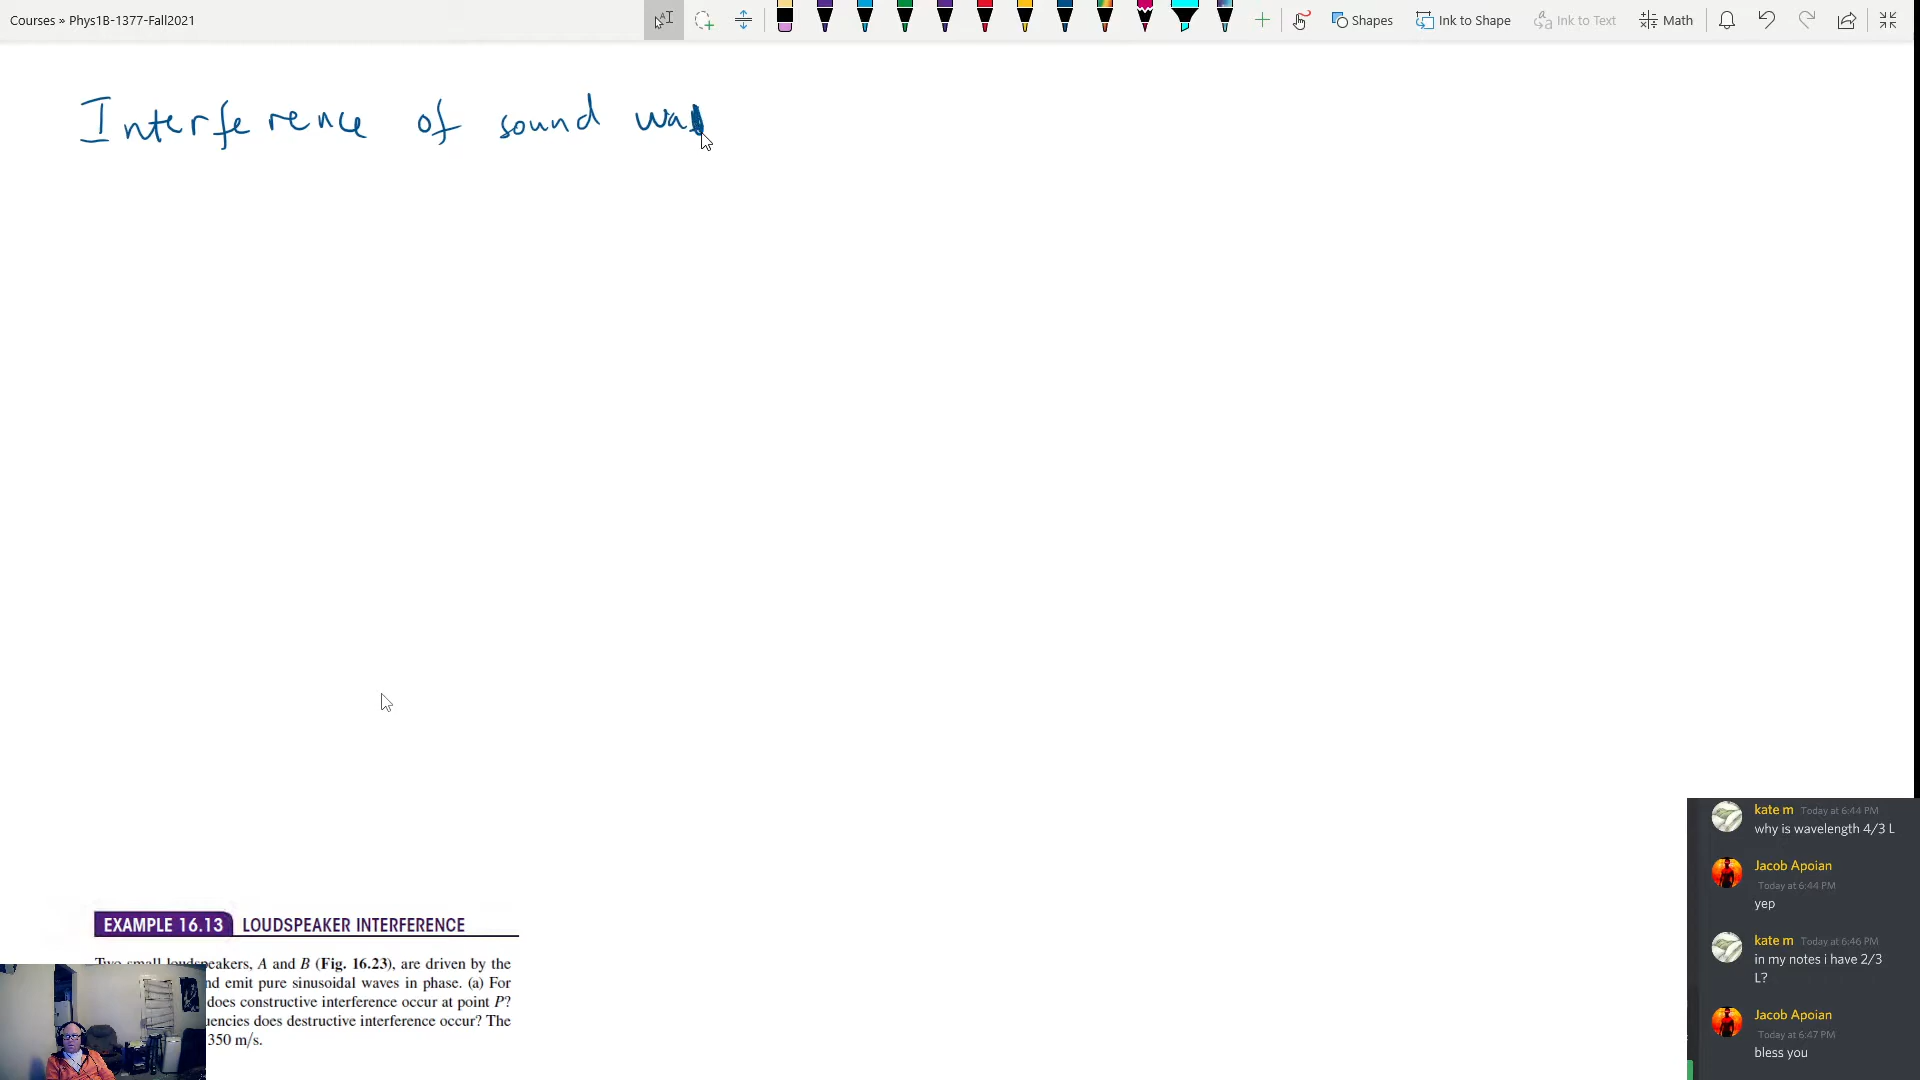 Courses » Phys1B-1377-Fall2021
Shapes
Ink to Shape
Ink to Text
Math
Interference of sound wa
EXAMPLE 16.13 LOUDSPEAKER INTERFERENCE
Two small loudspeakers, A and B (Fig. 16.23), are driven by the
nd emit pure sinusoidal waves in phase. (a) For
does constructive interference occur at point P?
uencies does destructive interference occur? The
350 m/s.
kate m Today at 6:44 PM
why is wavelength 4/3 L
Jacob Apoian
Today at 6:44 PM
yep
kate m Today at 6:46 PM
in my notes i have 2/3
L?
Jacob Apoian
Today at 6:47 PM
bless you